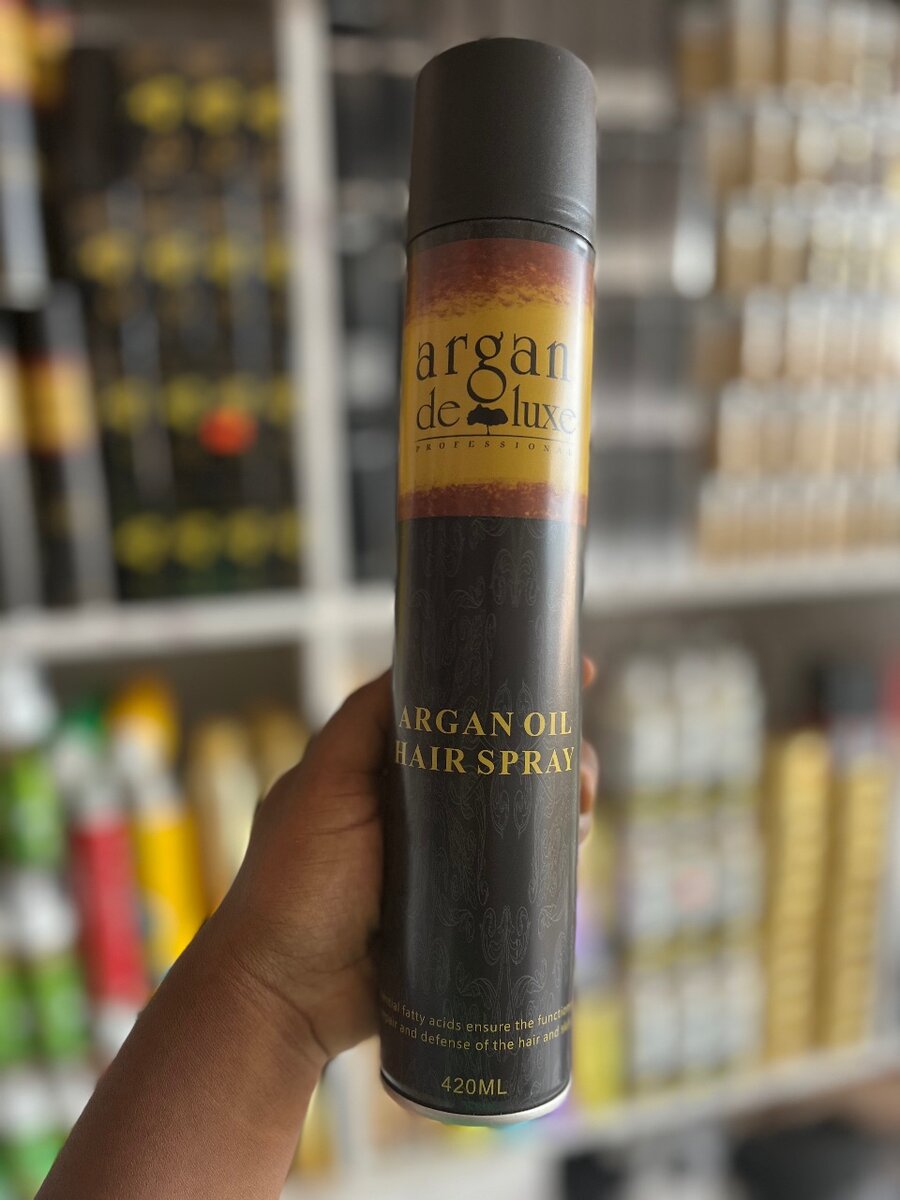 argan
de luxe
PROFESSIONAL
ARGAN OIL
HAIR SPRAY
fatty acids ensure the function
and defense of the hair and
420ML